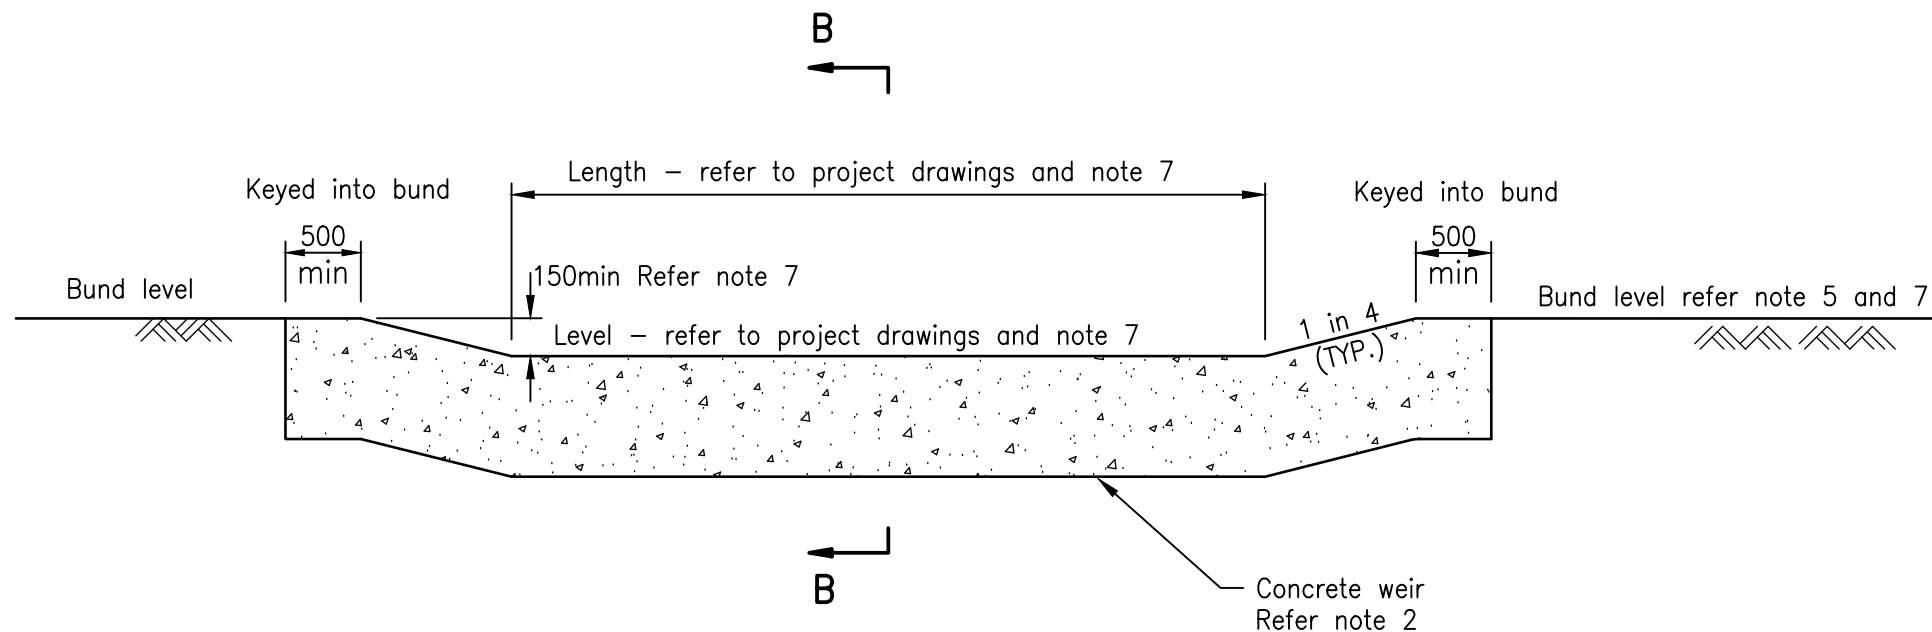 B
Length – refer to project drawings and note 7
Keyed into bund
Keyed into bund
500
min
500
min
150min Refer note 7
Bund level
Bund level refer note 5 and 7
Level – refer to project drawings and note 7
1 in 4
(TYP.)
B
Concrete weir
Refer note 2